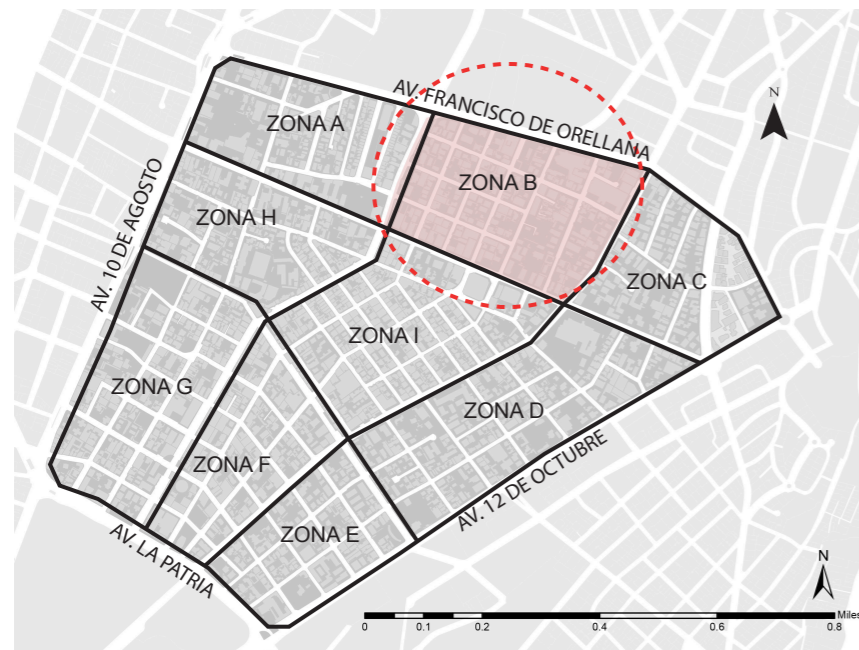 AV. FRANCISCO DE ORELLANA
N
ZONA A
ZONA B
AV. 10 DE AGOSTO
ZONA H
ZONA C
ZONA I
ZONA G
ZONA D
ZONA F
AV. 12 DE OCTUBRE
ZONA E
AV. LA PATRIA
N
Miles
0 0.1 0.2 0.4 0.6 0.8